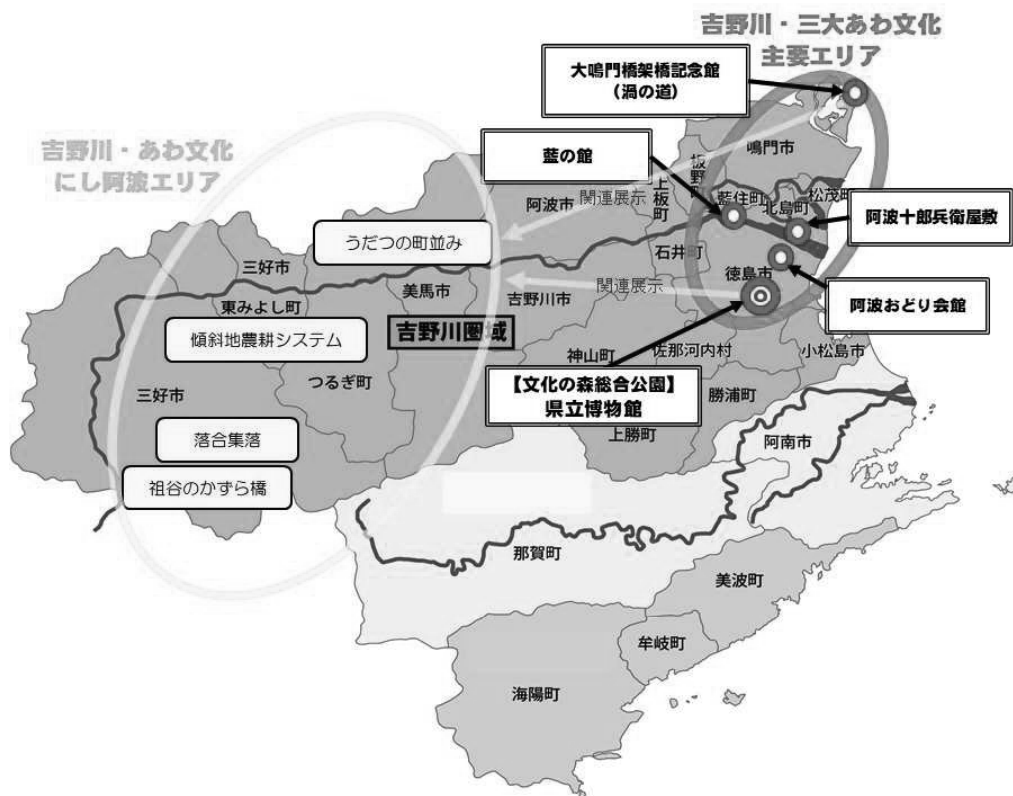 吉野川・三大あわ文化
主要エリア
大鳴門橋架橋記念館
（渦の道）
吉野川・あわ文化
にし阿波エリア
藍の館
鳴門市
板野町
上板町
藍住町
松茂町
北島町
阿波市
関連展示
阿波十郎兵衛屋敷
うだつの町並み
石井町
徳島市
三好市
美馬市
吉野川市
関連展示
東みよし町
阿波おどり会館
吉野川圏域
傾斜地農耕システム
神山町
佐那河内村
小松島市
つるぎ町
三好市
【文化の森総合公園】
県立博物館
勝浦町
落合集落
上勝町
阿南市
祖谷のかずら橋
那賀町
美波町
牟岐町
海陽町